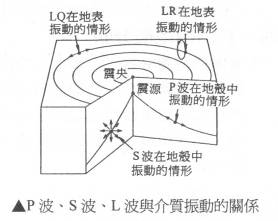 LQ在地表
振動的情形
LR在地表
振動的情形
震央
震源
P波在地殼中
振動的情形
S波在地殼中
振動的情形
▲P波、S波、L波與介質振動的關係